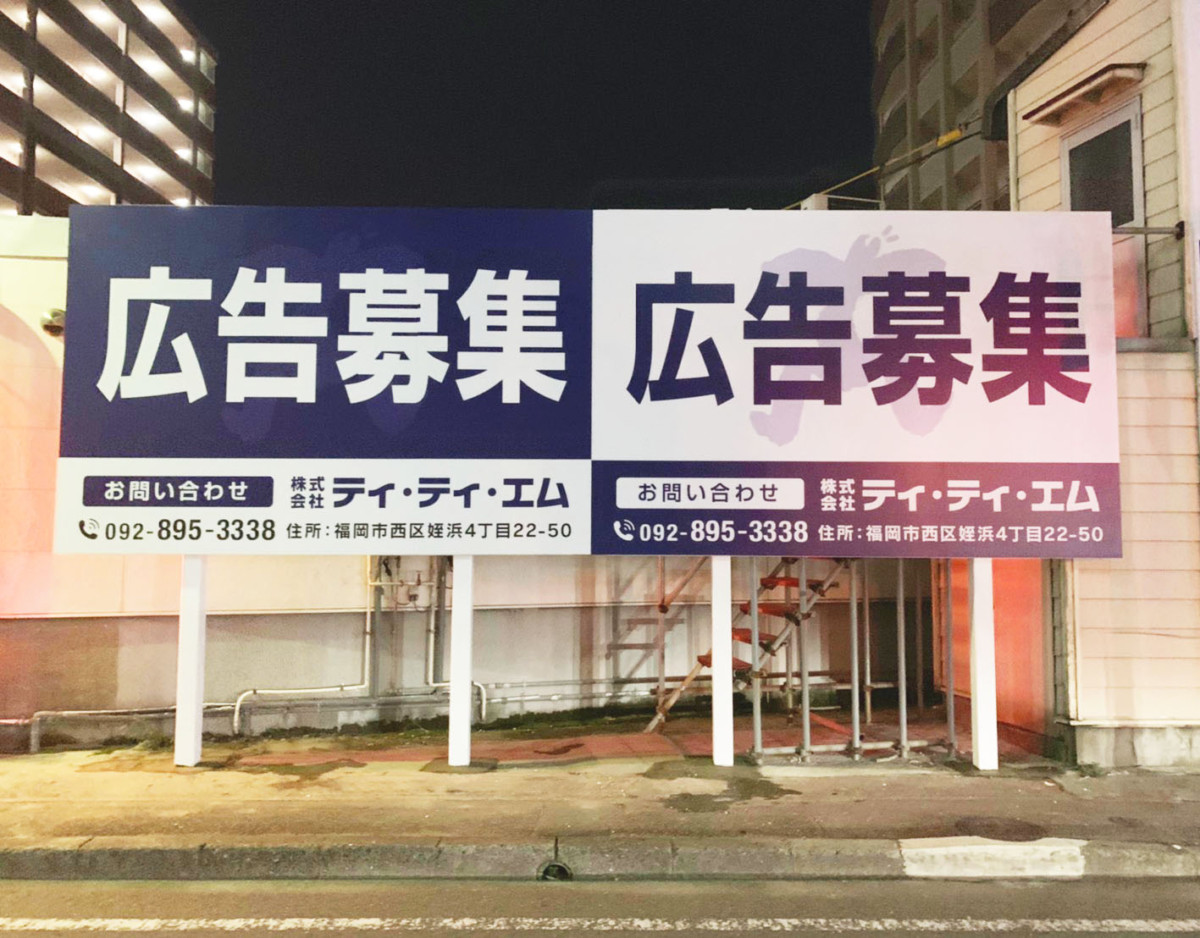 広告募集
お問い合わせ 株式会社 ティ・ティ・エム
092-895-3338 住所:福岡市西区姪浜4丁目22-50
広告募集
お問い合わせ 株式会社 ティ・ティ・エム
092-895-3338 住所:福岡市西区姪浜4丁目22-50